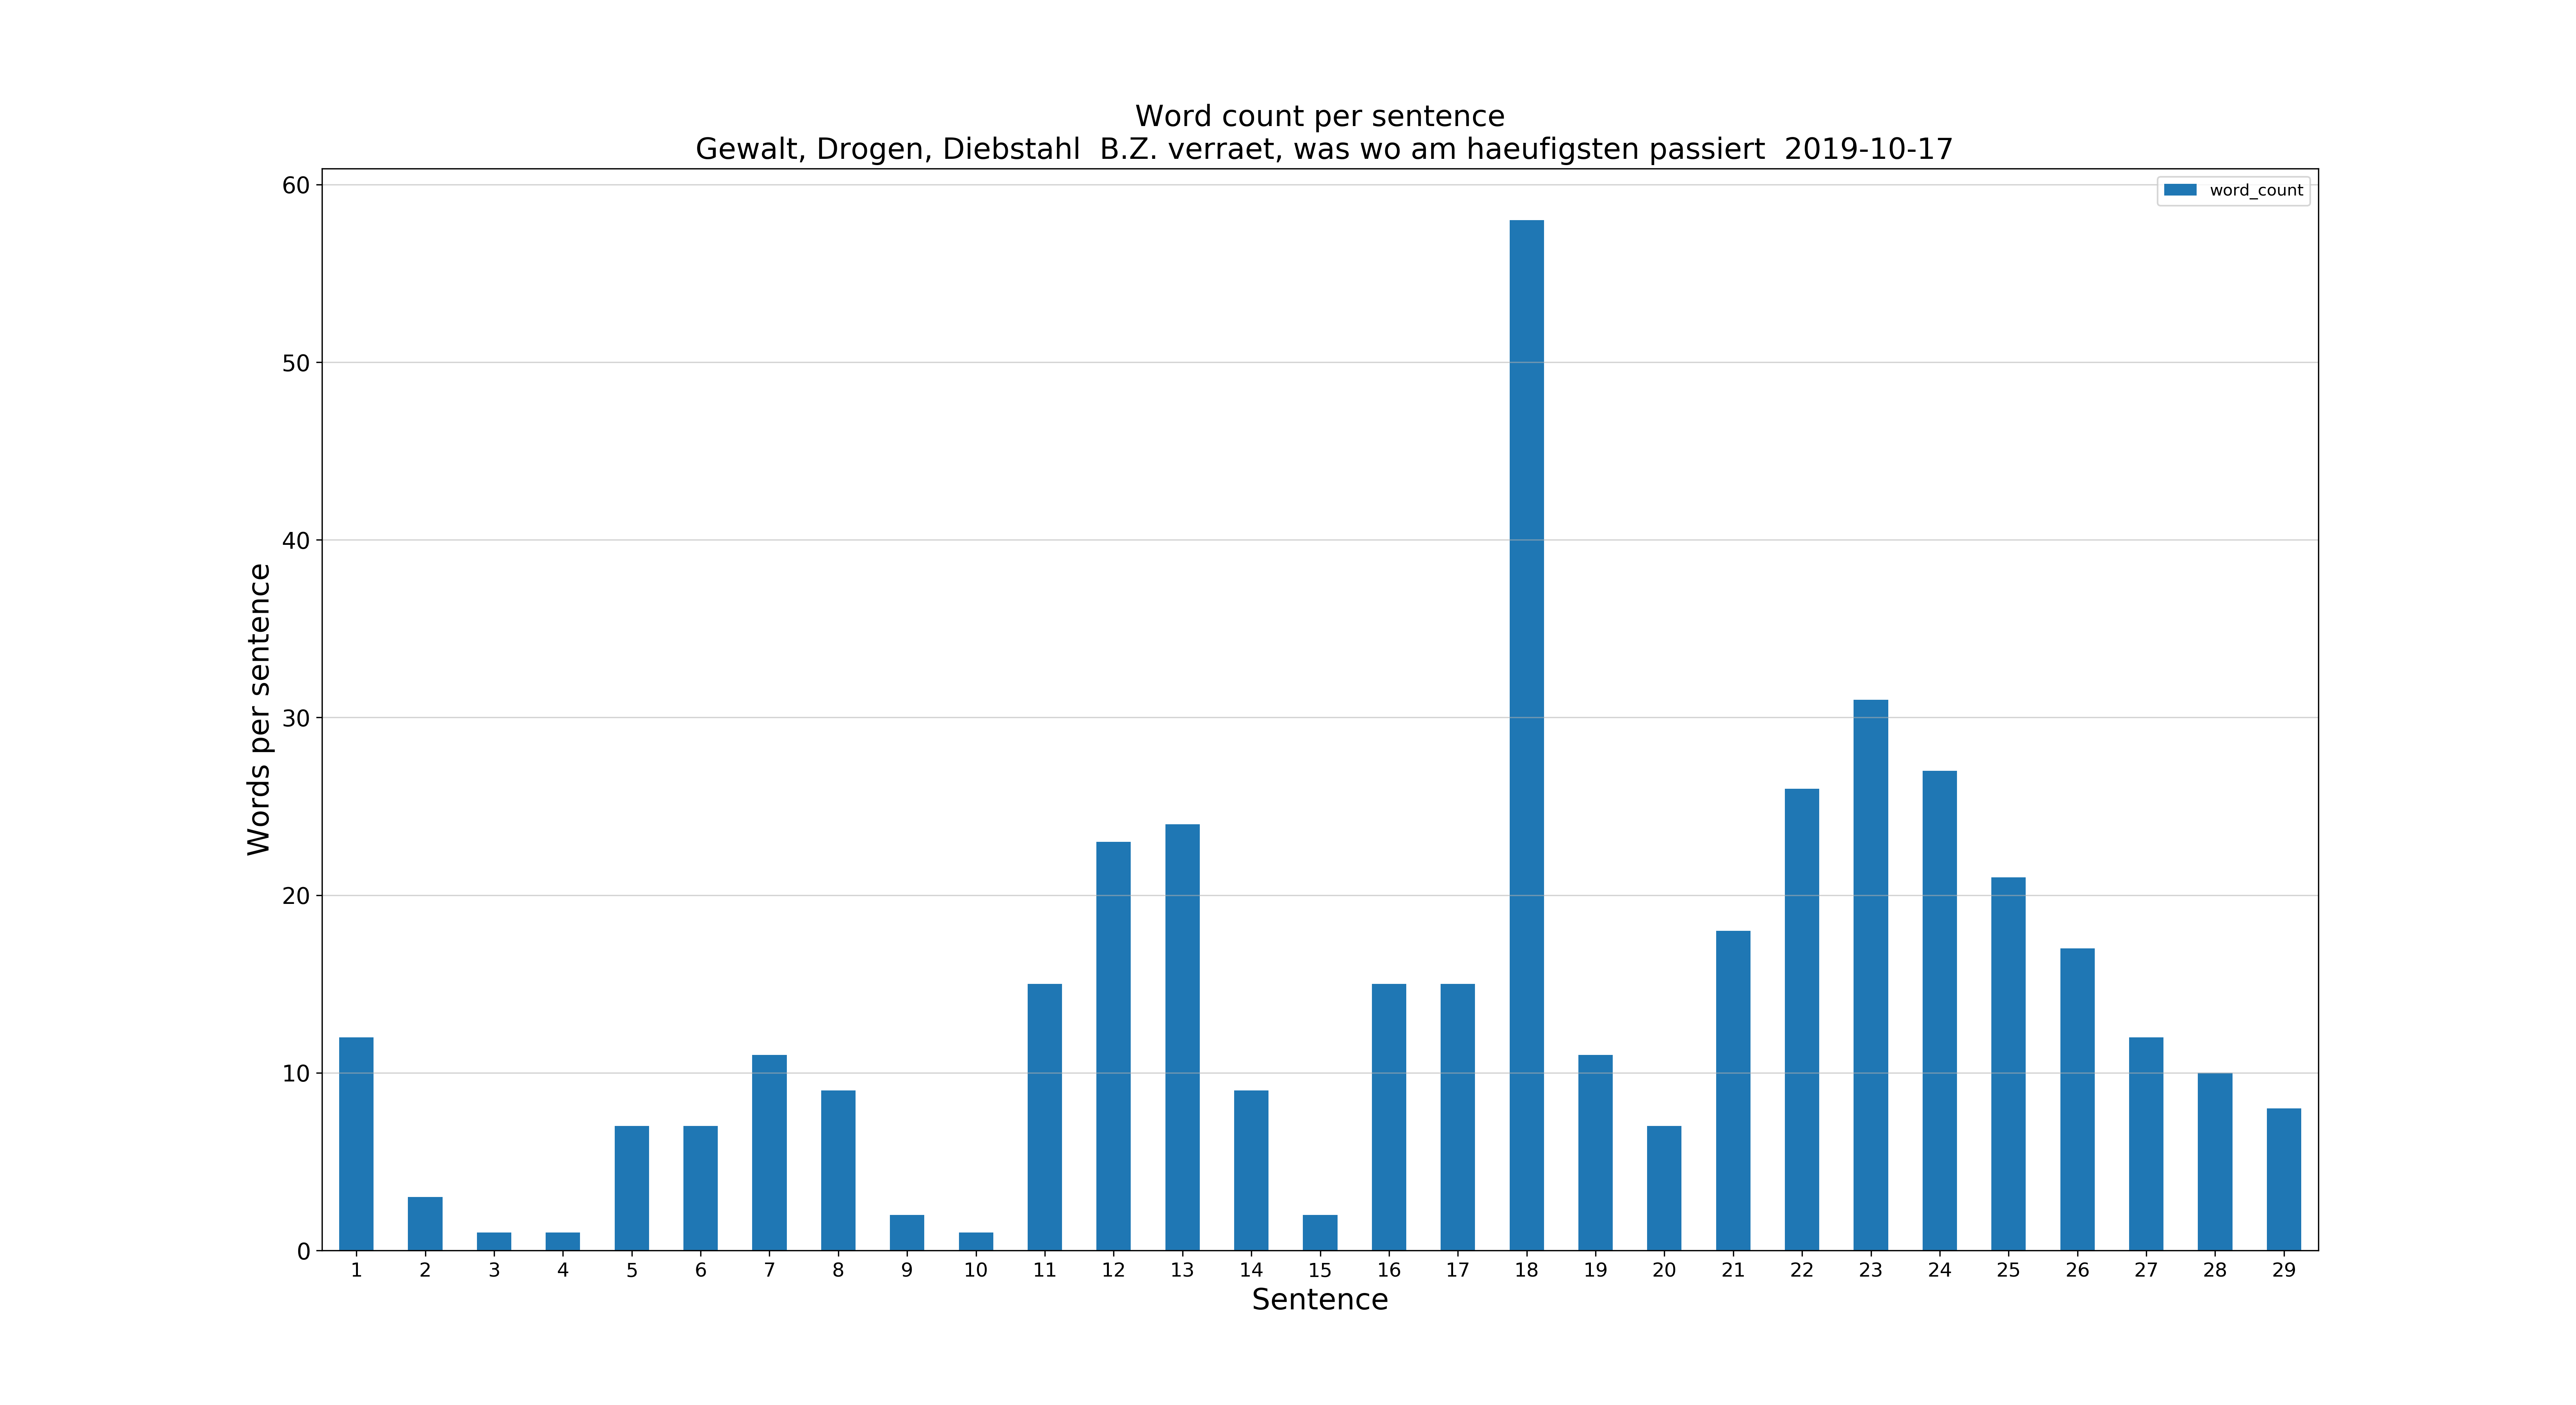 Word count per sentence
Gewalt, Drogen, Diebstahl  B.Z. verraet, was wo am haeufigsten passiert  2019-10-17
word_count
60
50
40
30
20
10
0
Words per sentence
1 2 3 4 5 6 7 8 9 10 11 12 13 14 15 16 17 18 19 20 21 22 23 24 25 26 27 28 29
Sentence